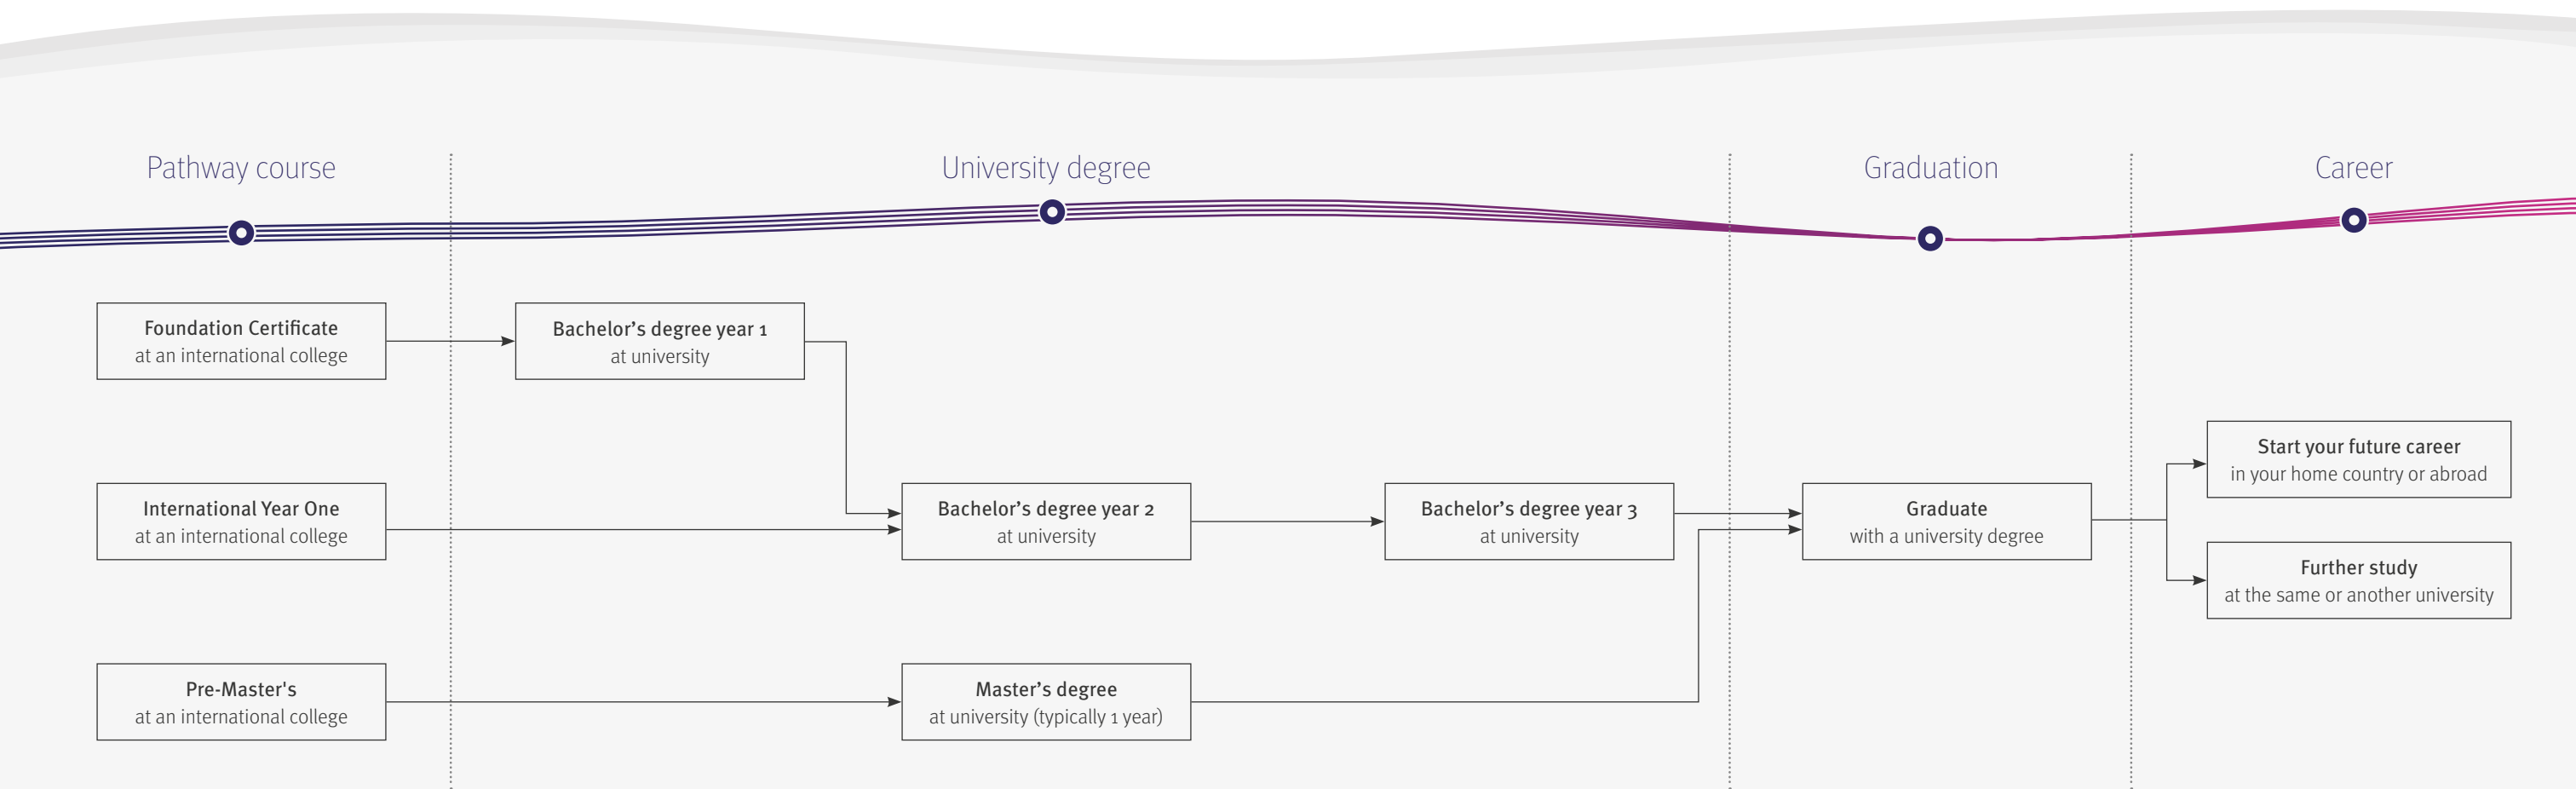 Pathway course
University degree
Graduation
Career
Foundation Certificate
at an international college
Bachelor’s degree year 1
at university
International Year One
at an international college
Bachelor’s degree year 2
at university
Bachelor’s degree year 3
at university
Graduate
with a university degree
Start your future career
in your home country or abroad
Further study
at the same or another university
Pre-Master's
at an international college
Master’s degree
at university (typically 1 year)